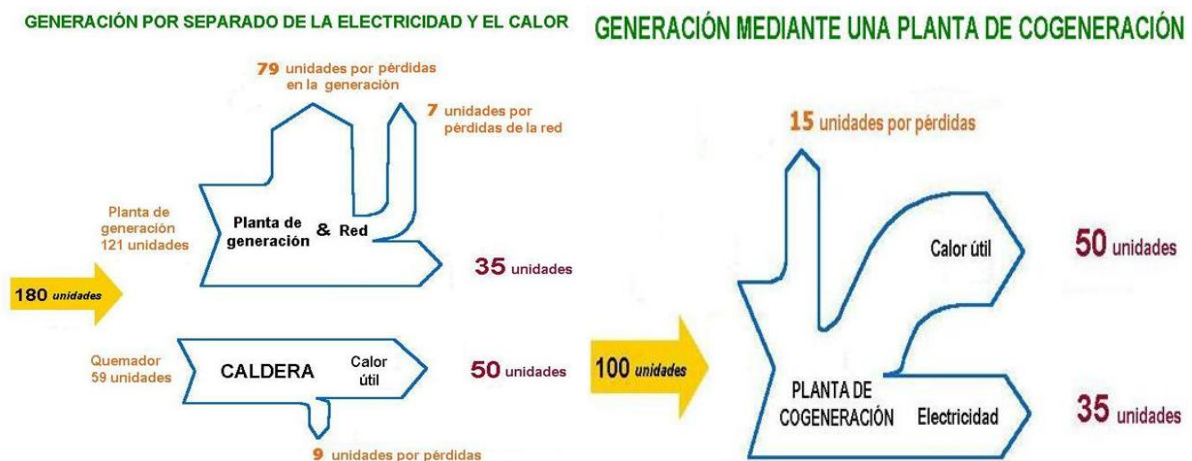 GENERACIÓN POR SEPARADO DE LA ELECTRICIDAD Y EL CALOR
79 unidades por pérdidas
en la generación
7 unidades por
pérdidas de la red
Planta de
generación
121 unidades
Planta de
generación
& Red
35 unidades
180 unidades
Quemador
59 unidades
CALDERA
Calor
útil
50 unidades
9 unidades por pérdidas
GENERACIÓN MEDIANTE UNA PLANTA DE COGENERACIÓN
15 unidades por pérdidas
Calor útil
50 unidades
100 unidades
PLANTA DE
COGENERACIÓN
Electricidad
35 unidades